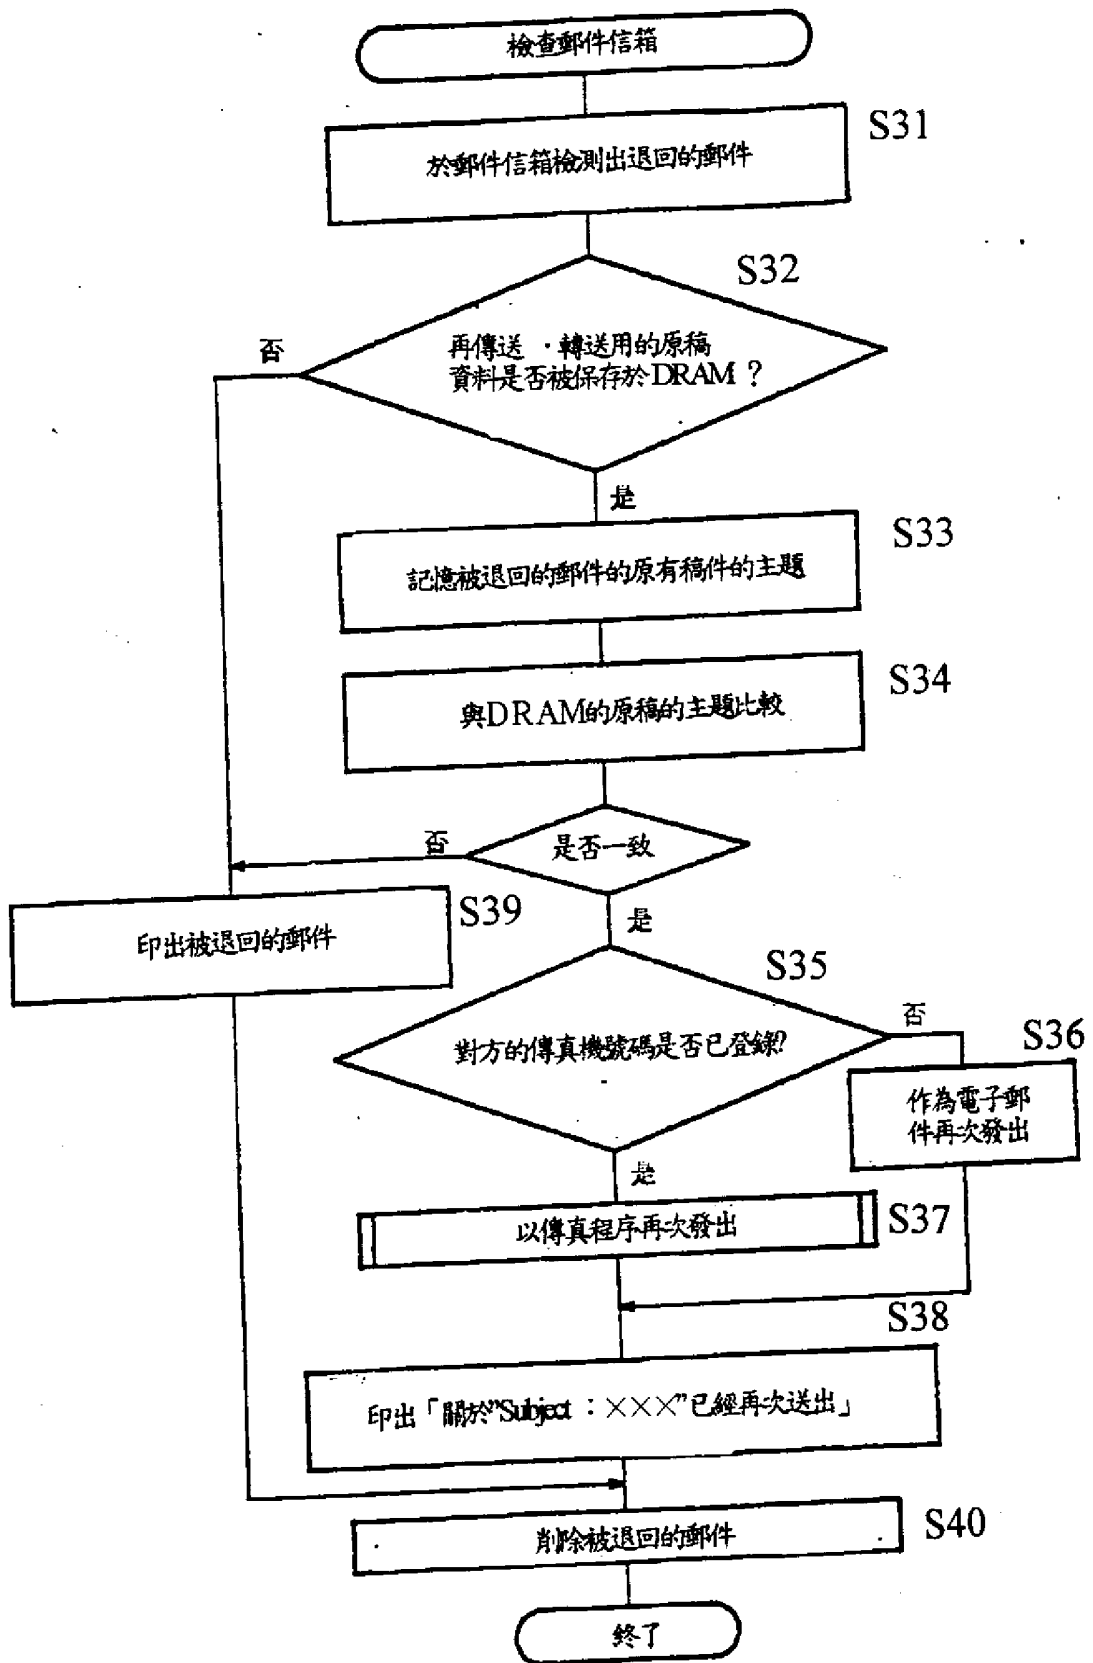 檢查郵件信箱
S31
於郵件信箱檢測出退回的郵件
S32
否
再傳送・轉送用的原稿
資料是否被保存於DRAM?
是
S33
記憶被退回的郵件的原有稿件的主題
S34
與DRAM的原稿的主題比較
否
是否一致
S39
印出被退回的郵件
是
S35
對方的傳真機號碼是否已登錄?
否
S36
作為電子郵
件再次發出
是
以傳真程序再次發出
S37
S38
印出「關於"Subject:×××"已經再次送出」
削除被退回的郵件
S40
終了